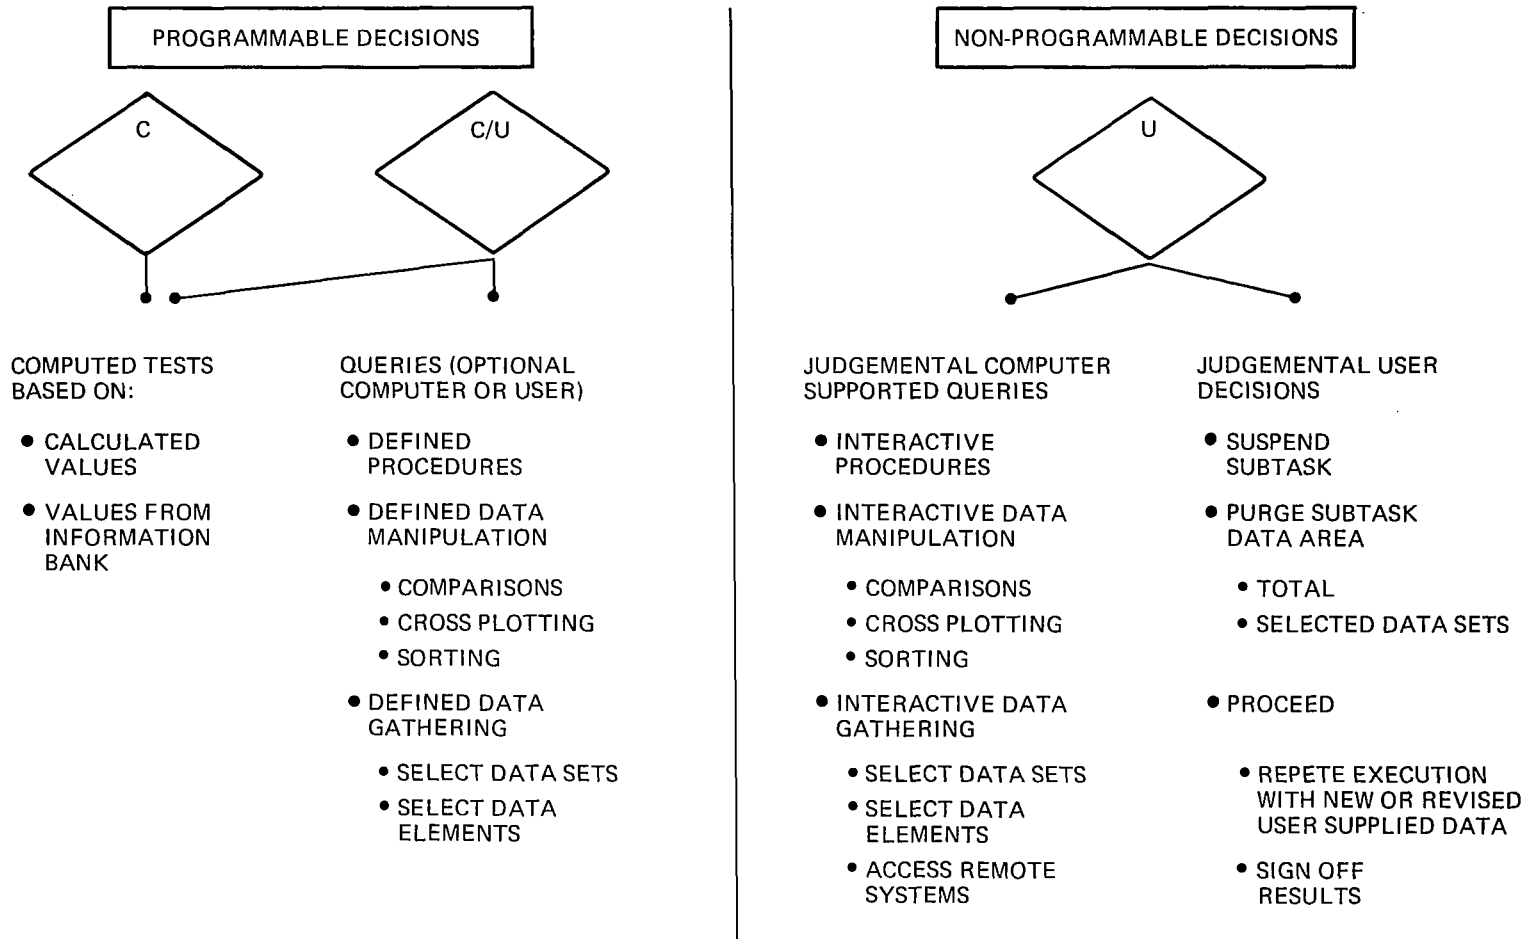 PROGRAMMABLE DECISIONS
C
C/U
COMPUTED TESTS
BASED ON:
● CALCULATED
VALUES
● VALUES FROM
INFORMATION
BANK
QUERIES (OPTIONAL
COMPUTER OR USER)
● DEFINED
PROCEDURES
● DEFINED DATA
MANIPULATION
● COMPARISONS
● CROSS PLOTTING
● SORTING
● DEFINED DATA
GATHERING
● SELECT DATA SETS
● SELECT DATA
ELEMENTS
NON-PROGRAMMABLE DECISIONS
U
JUDGEMENTAL COMPUTER
SUPPORTED QUERIES
● INTERACTIVE
PROCEDURES
● INTERACTIVE DATA
MANIPULATION
● COMPARISONS
● CROSS PLOTTING
● SORTING
● INTERACTIVE DATA
GATHERING
● SELECT DATA SETS
● SELECT DATA
ELEMENTS
● ACCESS REMOTE
SYSTEMS
JUDGEMENTAL USER
DECISIONS
● SUSPEND
SUBTASK
● PURGE SUBTASK
DATA AREA
● TOTAL
● SELECTED DATA SETS
● PROCEED
● REPETE EXECUTION
WITH NEW OR REVISED
USER SUPPLIED DATA
● SIGN OFF
RESULTS